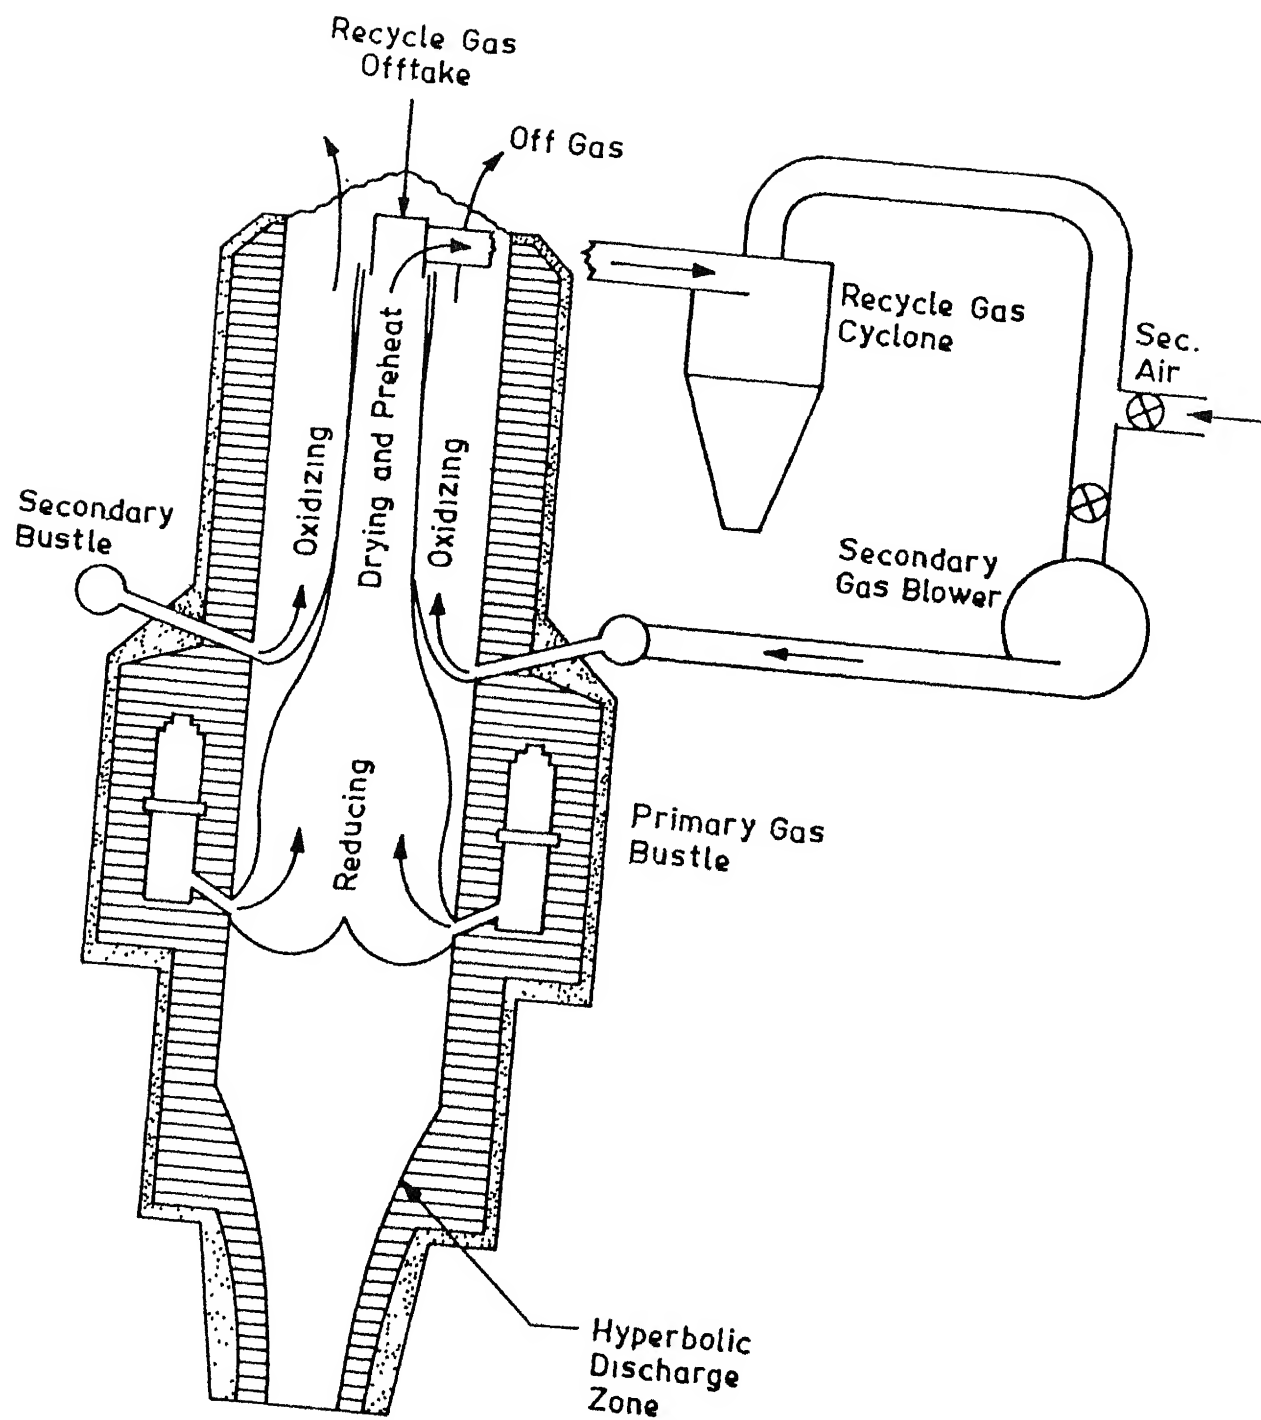 Recycle Gas
Offtake
Off Gas
Recycle Gas
Cyclone
Sec.
Air
Oxidizing
Drying and Preheat
Oxidizing
Secondary
Bustle
Secondary
Gas Blower
Reducing
Primary Gas
Bustle
Hyperbolic
Discharge
Zone